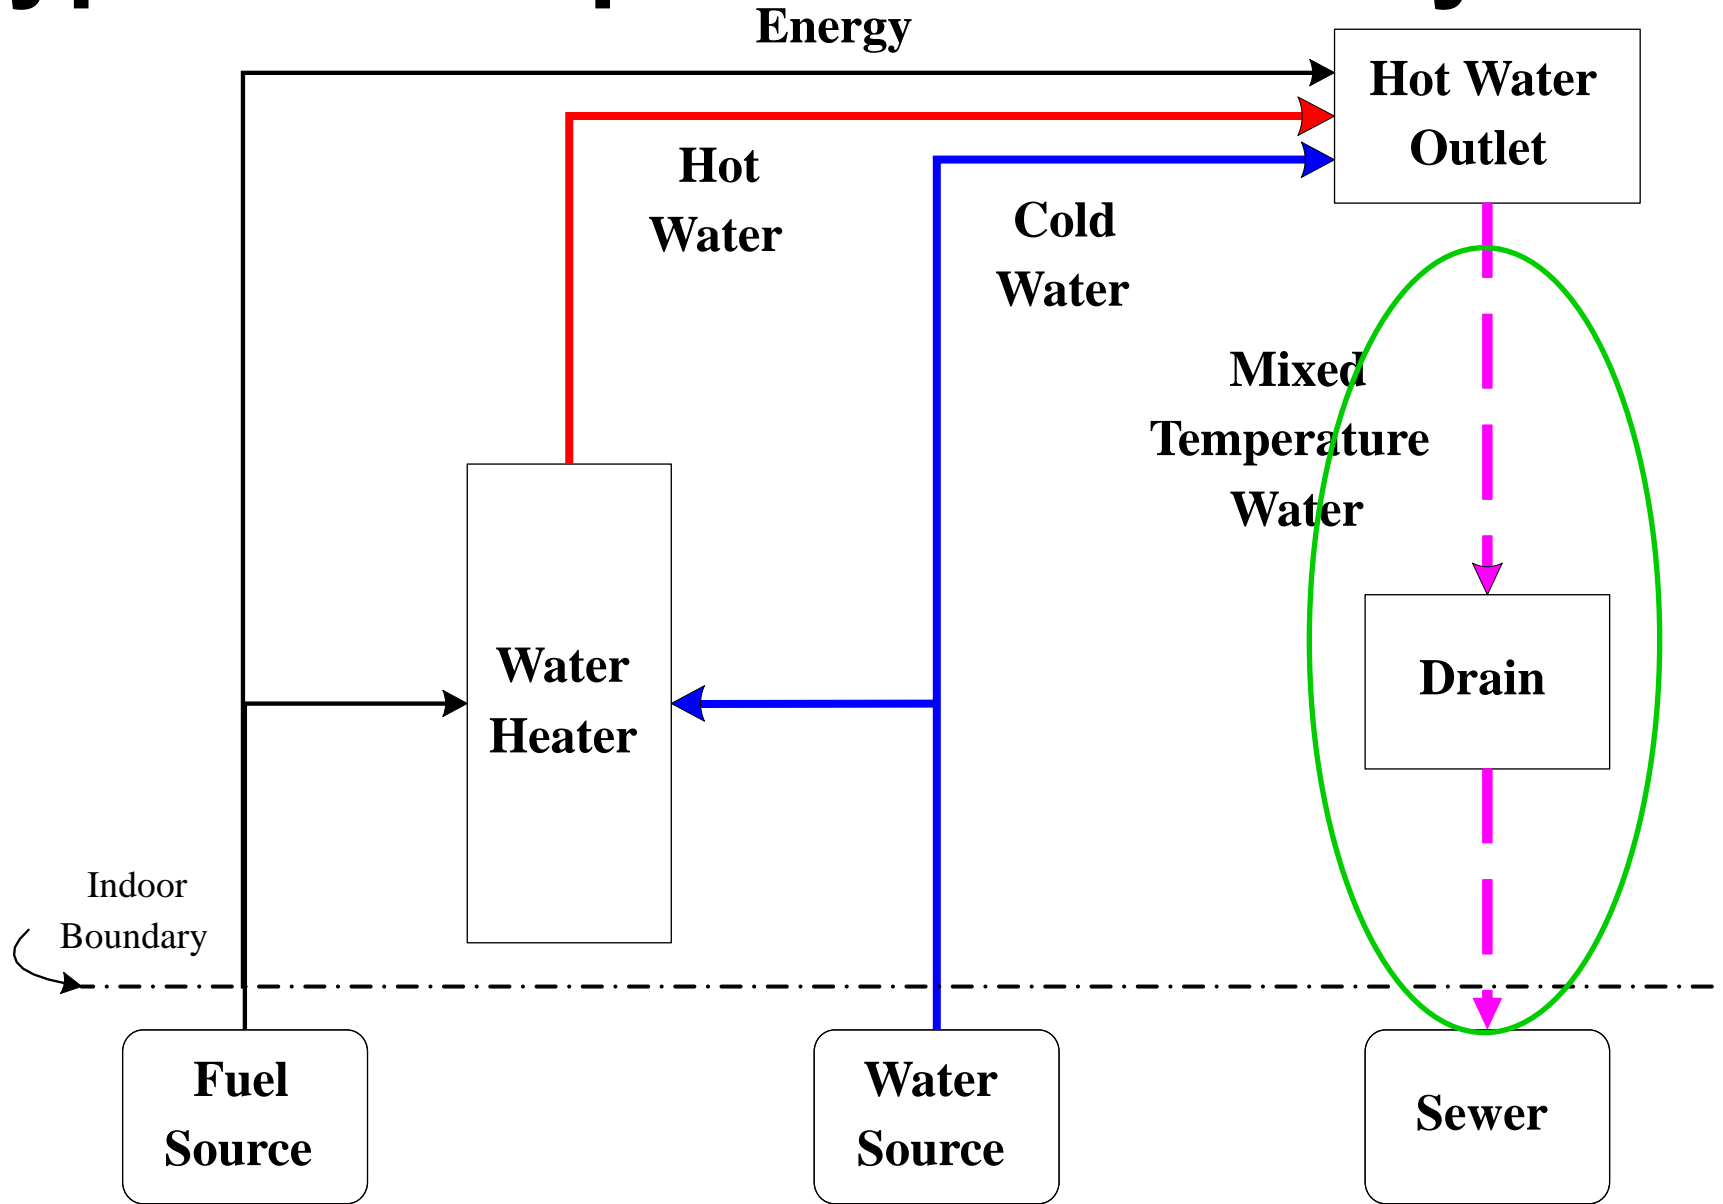 Energy
Hot Water
Outlet
Hot
Water
Cold
Water
Mixed
Temperature
Water
Water
Heater
Drain
Indoor
Boundary
Fuel
Source
Water
Source
Sewer